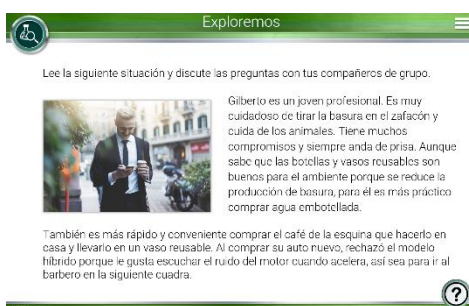 Exploremos
Lee la siguiente situación y discute las preguntas con tus compañeros de grupo.
Gilberto es un joven profesional. Es muy
cuidadoso de tirar la basura en el zafacón y
cuida de los animales. Tiene muchos
compromisos y siempre anda de prisa. Aunque
sabe que las botellas y vasos reusables son
buenos para el ambiente porque se reduce la
producción de basura, para él es más práctico
comprar agua embotellada.
También es más rápido y conveniente comprar el café de la esquina que hacerlo en
casa y llevarlo en un vaso reusable. Al comprar su auto nuevo, rechazó el modelo
híbrido porque le gusta escuchar el ruido del motor cuando acelera, así sea para ir al
barbero en la siguiente cuadra.
?